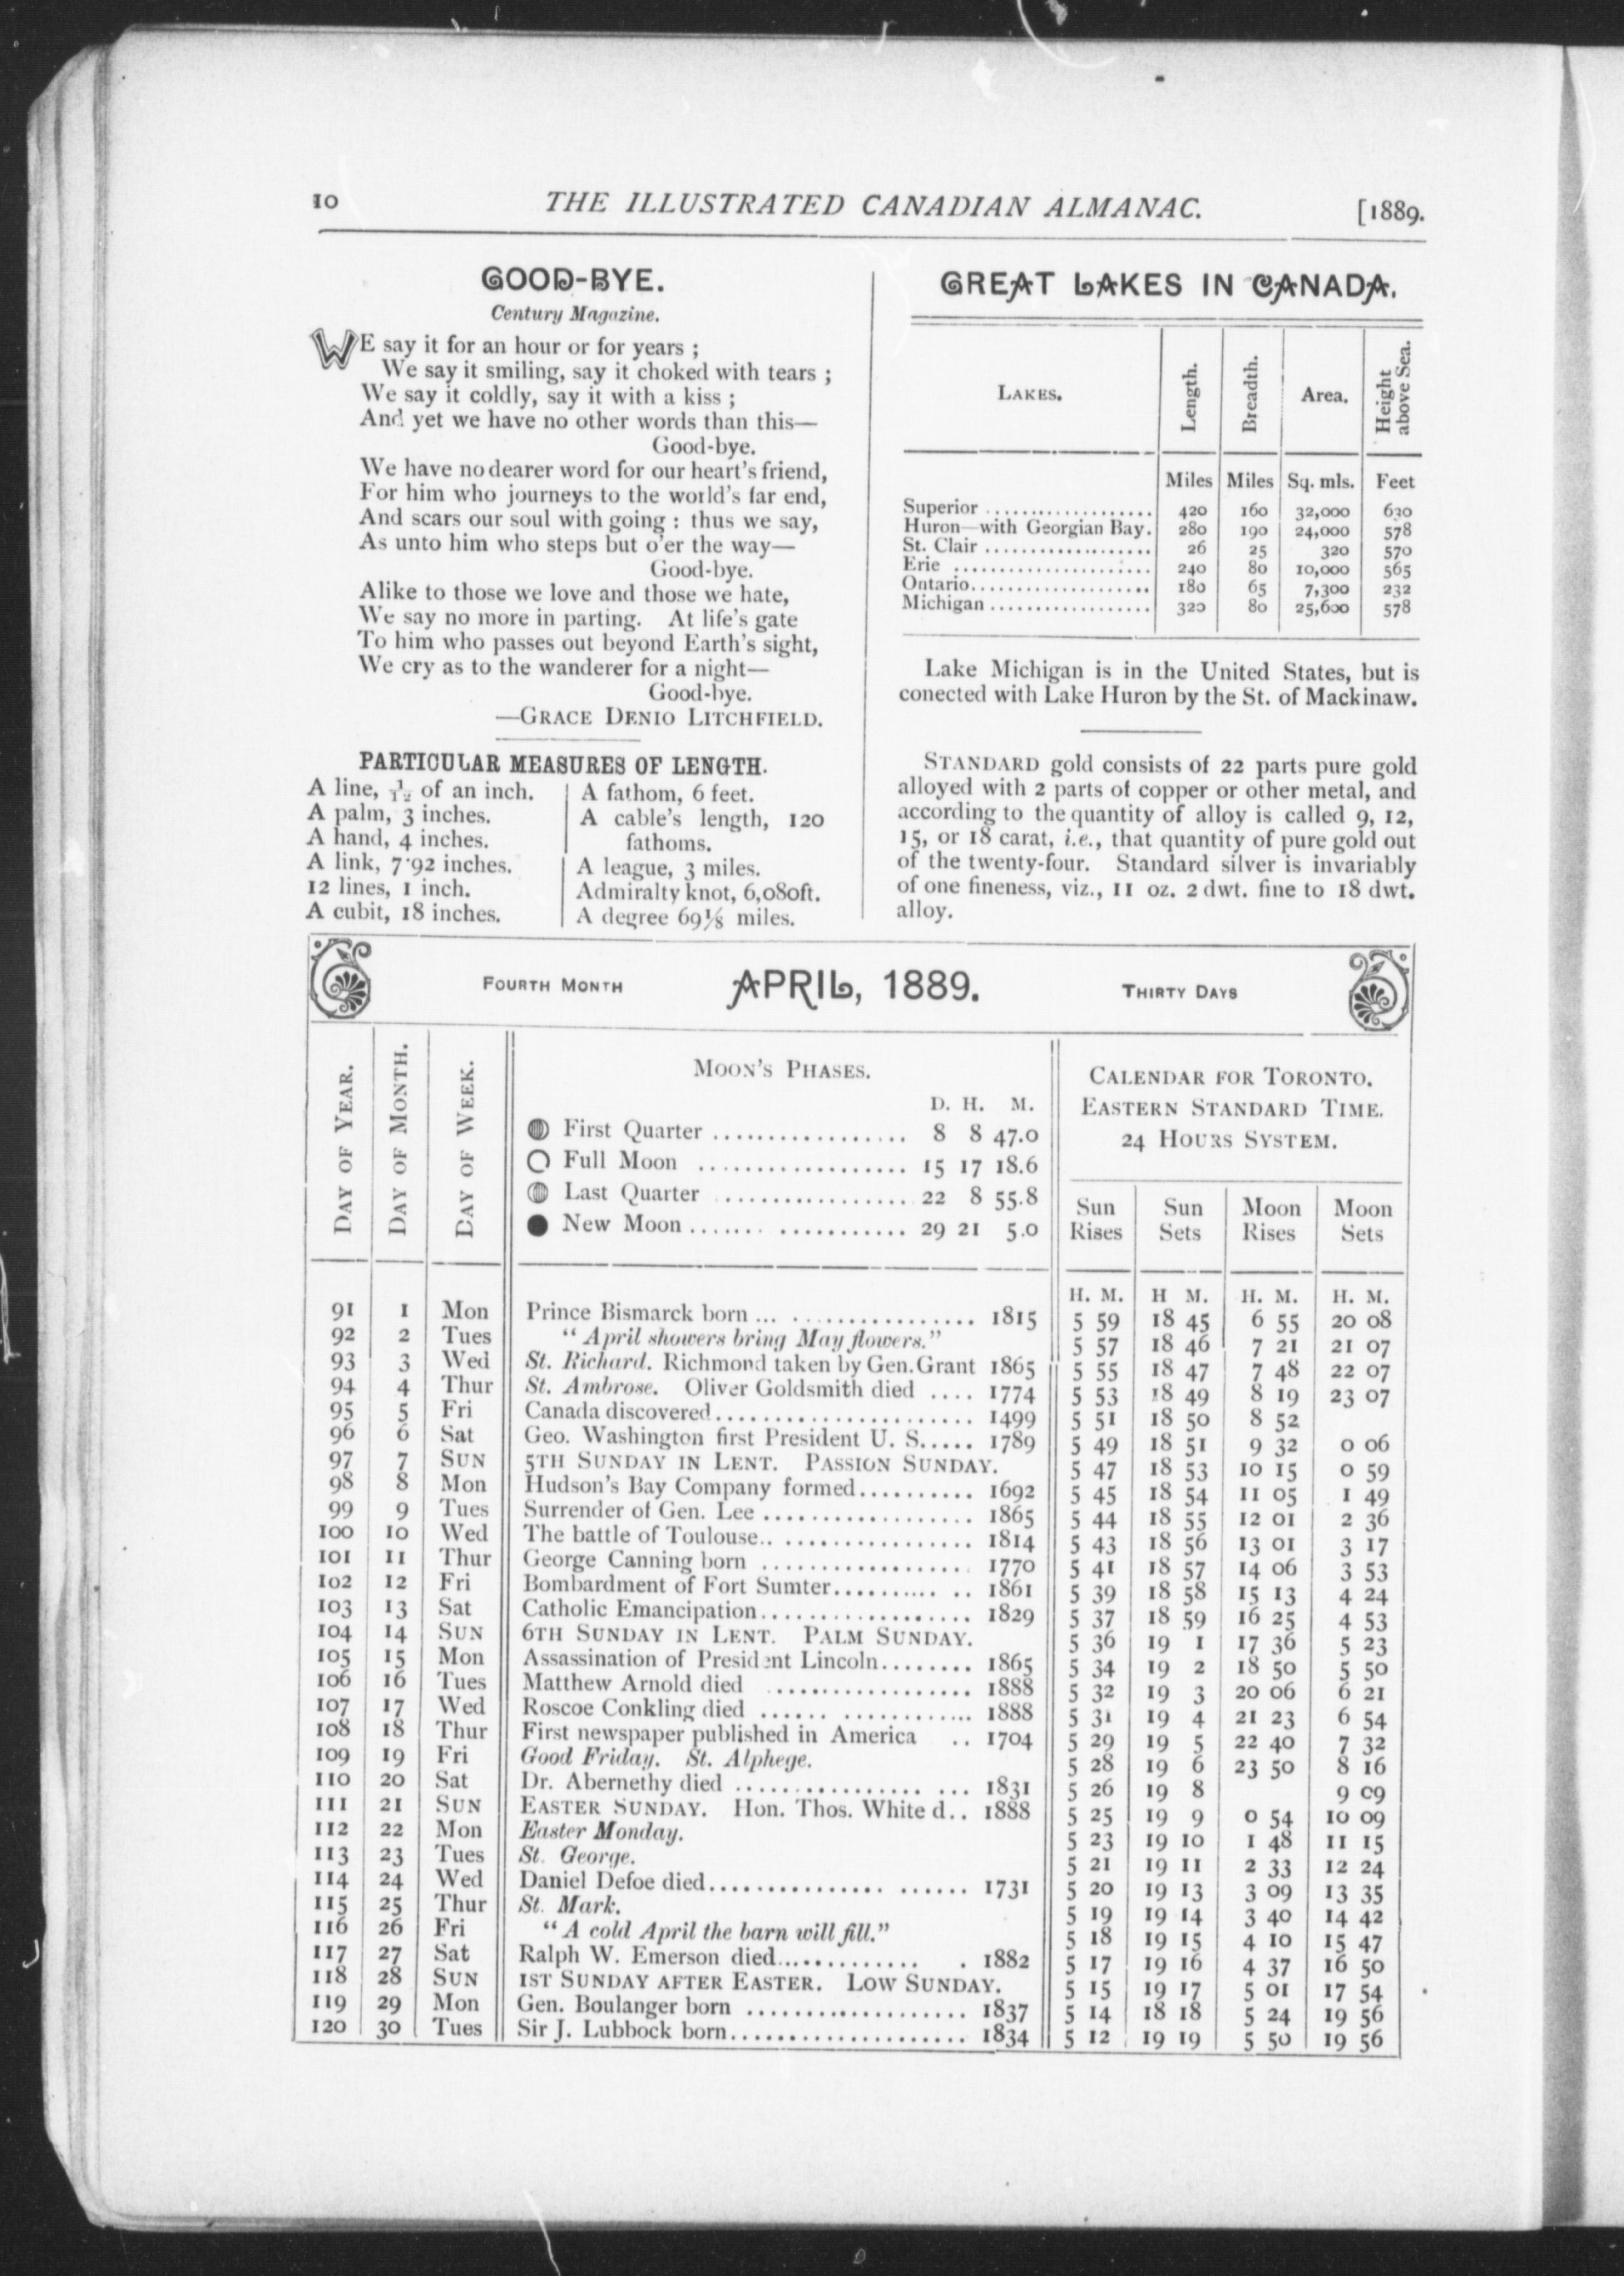 10 THE ILLUSTRATED CANADIAN ALMANAC. [1889.
GOOD-BYE.
Century Magazine.
WE say it for an hour or for years ;
We say it smiling, say it choked with tears ;
We say it coldly, say it with a kiss ;
And yet we have no other words than this—
Good-bye.
We have no dearer word for our heart's friend,
For him who journeys to the world's far end,
And scars our soul with going : thus we say,
As unto him who steps but o'er the way—
Good-bye.
Alike to those we love and those we hate,
We say no more in parting. At life's gate
To him who passes out beyond Earth's sight,
We cry as to the wanderer for a night—
Good-bye.
—GRACE DENIO LITCHFIELD.
PARTICULAR MEASURES OF LENGTH.
A line, 1/12 of an inch.
A palm, 3 inches.
A hand, 4 inches.
A link, 7·92 inches.
12 lines, 1 inch.
A cubit, 18 inches.
A fathom, 6 feet.
A cable's length, 120
fathoms.
A league, 3 miles.
Admiralty knot, 6,080ft.
A degree 69⅛ miles.
GREAT LAKES IN CANADA.
LAKES. Length. Breadth. Area. Height above Sea.
Miles Miles Sq. mls. Feet
Superior .................. 420 160 32,000 630
Huron—with Georgian Bay. 280 190 24,000 578
St. Clair .................. 26 25 320 570
Erie ..................... 240 80 10,000 565
Ontario.................... 180 65 7,300 232
Michigan .................. 320 80 25,600 578
Lake Michigan is in the United States, but is
conected with Lake Huron by the St. of Mackinaw.
STANDARD gold consists of 22 parts pure gold
alloyed with 2 parts of copper or other metal, and
according to the quantity of alloy is called 9, 12,
15, or 18 carat, i.e., that quantity of pure gold out
of the twenty-four. Standard silver is invariably
of one fineness, viz., 11 oz. 2 dwt. fine to 18 dwt.
alloy.
FOURTH MONTH APRIL, 1889. THIRTY DAYS
DAY OF YEAR. DAY OF MONTH. DAY OF WEEK.
MOON'S PHASES.
D. H. M.
First Quarter ................. 8 8 47.0
Full Moon .................. 15 17 18.6
Last Quarter ................. 22 8 55.8
New Moon ................... 29 21 5.0
CALENDAR FOR TORONTO.
EASTERN STANDARD TIME.
24 HOURS SYSTEM.
Sun Rises Sun Sets Moon Rises Moon Sets
H. M. H M. H. M. H. M.
91 1 Mon Prince Bismarck born ................. 1815 5 59 18 45 6 55 20 08
92 2 Tues "April showers bring May flowers." 5 57 18 46 7 21 21 07
93 3 Wed St. Richard. Richmond taken by Gen. Grant 1865 5 55 18 47 7 48 22 07
94 4 Thur St. Ambrose. Oliver Goldsmith died .... 1774 5 53 18 49 8 19 23 07
95 5 Fri Canada discovered...................... 1499 5 51 18 50 8 52
96 6 Sat Geo. Washington first President U. S..... 1789 5 49 18 51 9 32 0 06
97 7 SUN 5TH SUNDAY IN LENT. PASSION SUNDAY. 5 47 18 53 10 15 0 59
98 8 Mon Hudson's Bay Company formed.......... 1692 5 45 18 54 11 05 1 49
99 9 Tues Surrender of Gen. Lee .................. 1865 5 44 18 55 12 01 2 36
100 10 Wed The battle of Toulouse.................. 1814 5 43 18 56 13 01 3 17
101 11 Thur George Canning born .................. 1770 5 41 18 57 14 06 3 53
102 12 Fri Bombardment of Fort Sumter............ 1861 5 39 18 58 15 13 4 24
103 13 Sat Catholic Emancipation.................. 1829 5 37 18 59 16 25 4 53
104 14 SUN 6TH SUNDAY IN LENT. PALM SUNDAY. 5 36 19 1 17 36 5 23
105 15 Mon Assassination of President Lincoln........ 1865 5 34 19 2 18 50 5 50
106 16 Tues Matthew Arnold died ................. 1888 5 32 19 3 20 06 6 21
107 17 Wed Roscoe Conkling died .................. 1888 5 31 19 4 21 23 6 54
108 18 Thur First newspaper published in America .. 1704 5 29 19 5 22 40 7 32
109 19 Fri Good Friday. St. Alphege. 5 28 19 6 23 50 8 16
110 20 Sat Dr. Abernethy died ................... 1831 5 26 19 8 9 09
111 21 SUN EASTER SUNDAY. Hon. Thos. White d.. 1888 5 25 19 9 0 54 10 09
112 22 Mon Easter Monday. 5 23 19 10 1 48 11 15
113 23 Tues St. George. 5 21 19 11 2 33 12 24
114 24 Wed Daniel Defoe died...................... 1731 5 20 19 13 3 09 13 35
115 25 Thur St. Mark. 5 19 19 14 3 40 14 42
116 26 Fri "A cold April the barn will fill." 5 18 19 15 4 10 15 47
117 27 Sat Ralph W. Emerson died............. . 1882 5 17 19 16 4 37 16 50
118 28 SUN 1ST SUNDAY AFTER EASTER. LOW SUNDAY. 5 15 19 17 5 01 17 54
119 29 Mon Gen. Boulanger born ................... 1837 5 14 18 18 5 24 19 56
120 30 Tues Sir J. Lubbock born..................... 1834 5 12 19 19 5 50 19 56